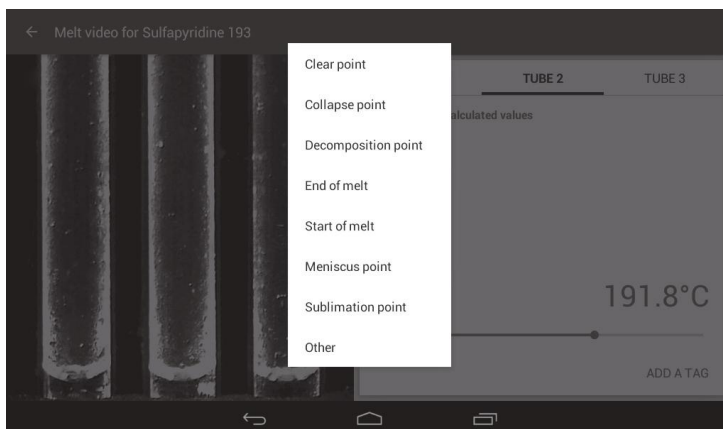 ← Melt video for Sulfapyridine 193
Clear point
Collapse point
Decomposition point
End of melt
Start of melt
Meniscus point
Sublimation point
Other
TUBE 2
TUBE 3
alculated values
191.8°C
ADD A TAG